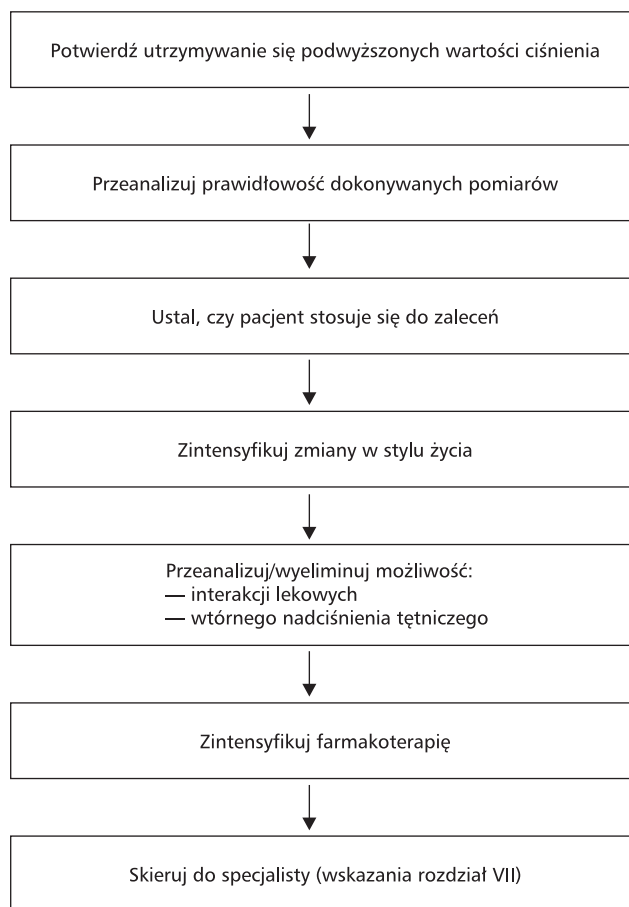 Potwierdź utrzymywanie się podwyższonych wartości ciśnienia
Przeanalizuj prawidłowość dokonywanych pomiarów
Ustal, czy pacjent stosuje się do zaleceń
Zintensyfikuj zmiany w stylu życia
Przeanalizuj/wyeliminuj możliwość:
— interakcji lekowych
— wtórnego nadciśnienia tętniczego
Zintensyfikuj farmakoterapię
Skieruj do specjalisty (wskazania rozdział VII)